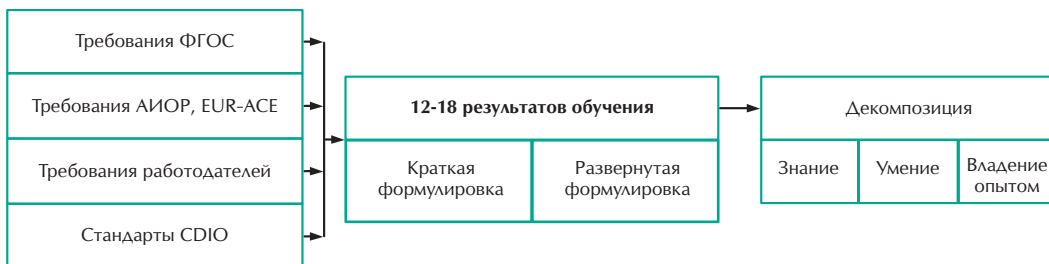 Требования ФГОС
Требования АИОР, EUR-ACE
Требования работодателей
Стандарты CDIO
12-18 результатов обучения
Краткая
формулировка
Развернутая
формулировка
Декомпозиция
Знание
Умение
Владение
опытом